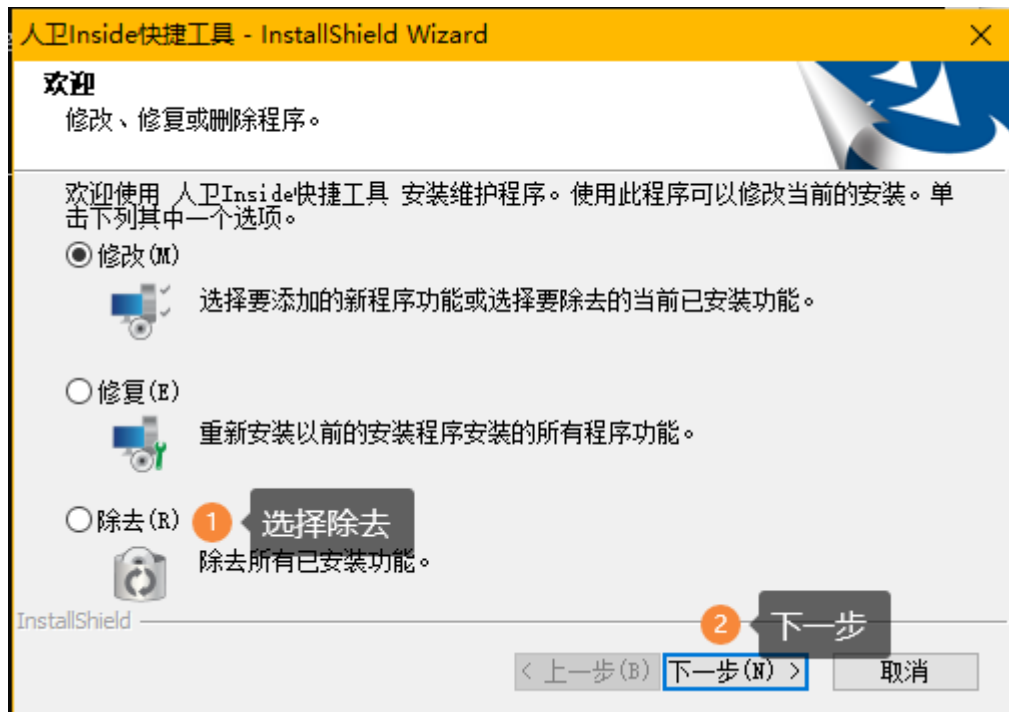 人卫Inside快捷工具 - InstallShield Wizard
欢迎
修改、修复或删除程序。
欢迎使用 人卫Inside快捷工具 安装维护程序。使用此程序可以修改当前的安装。单
击下列其中一个选项。
修改(M)
选择要添加的新程序功能或选择要除去的当前已安装功能。
修复(E)
重新安装以前的安装程序安装的所有程序功能。
除去(R) 1 选择除去
除去所有已安装功能。
InstallShield
2 下一步
< 上一步(B) 下一步(N) > 取消